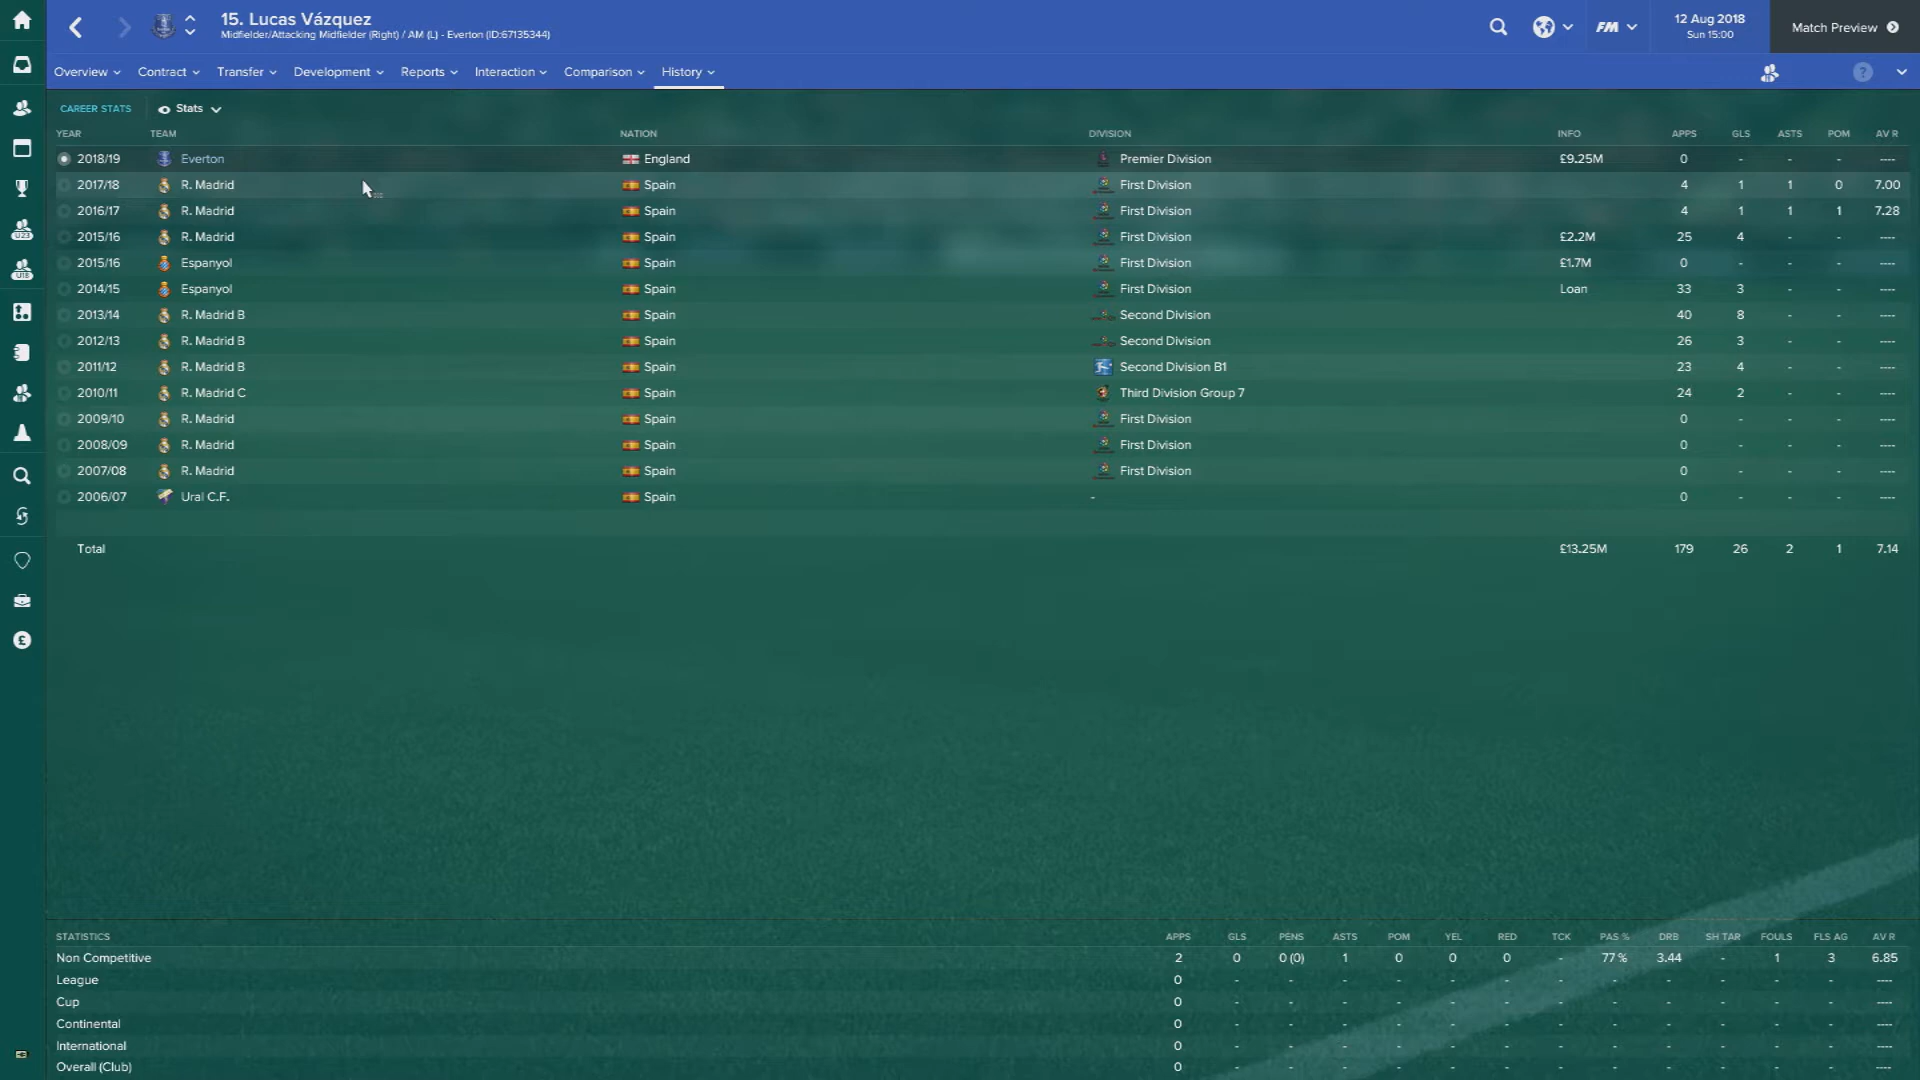 15. Lucas Vázquez
Midfielder/Attacking Midfielder (Right) / AM (L) - Everton (ID:67135344)
FM
12 Aug 2018
Sun 15:00
Match Preview
Overview Contract Transfer Development Reports Interaction Comparison History
?
CAREER STATS Stats
YEAR TEAM NATION DIVISION INFO APPS GLS ASTS POM AV R
2018/19 Everton England Premier Division £9.25M 0 - - - ----
2017/18 R. Madrid Spain First Division 4 1 1 0 7.00
2016/17 R. Madrid Spain First Division 4 1 1 1 7.28
2015/16 R. Madrid Spain First Division £2.2M 25 4 - - ----
2015/16 Espanyol Spain First Division £1.7M 0 - - - ----
2014/15 Espanyol Spain First Division Loan 33 3 - - ----
2013/14 R. Madrid B Spain Second Division 40 8 - - ----
2012/13 R. Madrid B Spain Second Division 26 3 - - ----
2011/12 R. Madrid B Spain Second Division B1 23 4 - - ----
2010/11 R. Madrid C Spain Third Division Group 7 24 2 - - ----
2009/10 R. Madrid Spain First Division 0 - - - ----
2008/09 R. Madrid Spain First Division 0 - - - ----
2007/08 R. Madrid Spain First Division 0 - - - ----
2006/07 Ural C.F. Spain - 0 - - - ----
Total £13.25M 179 26 2 1 7.14
U23
U18
£
STATISTICS APPS GLS PENS ASTS POM YEL RED TCK PAS % DRB SH TAR FOULS FLS AG AV R
Non Competitive 2 0 0 (0) 1 0 0 0 - 77 % 3.44 - 1 3 6.85
League 0 - - - - - - - - - - - - ----
Cup 0 - - - - - - - - - - - - ----
Continental 0 - - - - - - - - - - - - ----
International 0 - - - - - - - - - - - - ----
Overall (Club) 0 - - - - - - - - - - - - ----